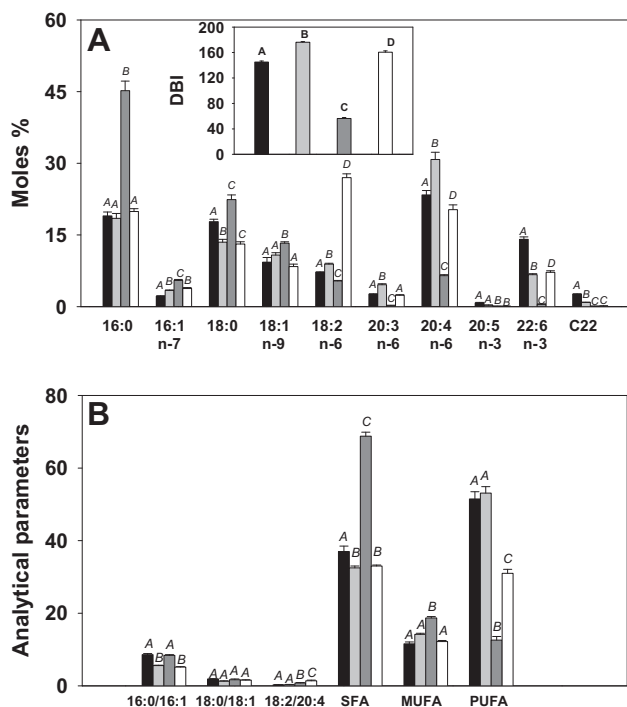 A
Moles %
60
45
30
15
0
DBI
200
160
120
80
40
0
A
B
C
D
A A B A
A B C B
A B C B
A A B A
A B C D
A B C A
A B C D
A A B B
A B C D
A B C C
16:0 16:1 18:0 18:1 18:2 20:3 20:4 20:5 22:6 C22
n-7 n-9 n-6 n-6 n-6 n-3 n-3
B
Analytical parameters
80
60
40
20
0
A B A B
A A A A
A A B C
A B C B
A A B A
A A B C
16:0/16:1 18:0/18:1 18:2/20:4 SFA MUFA PUFA